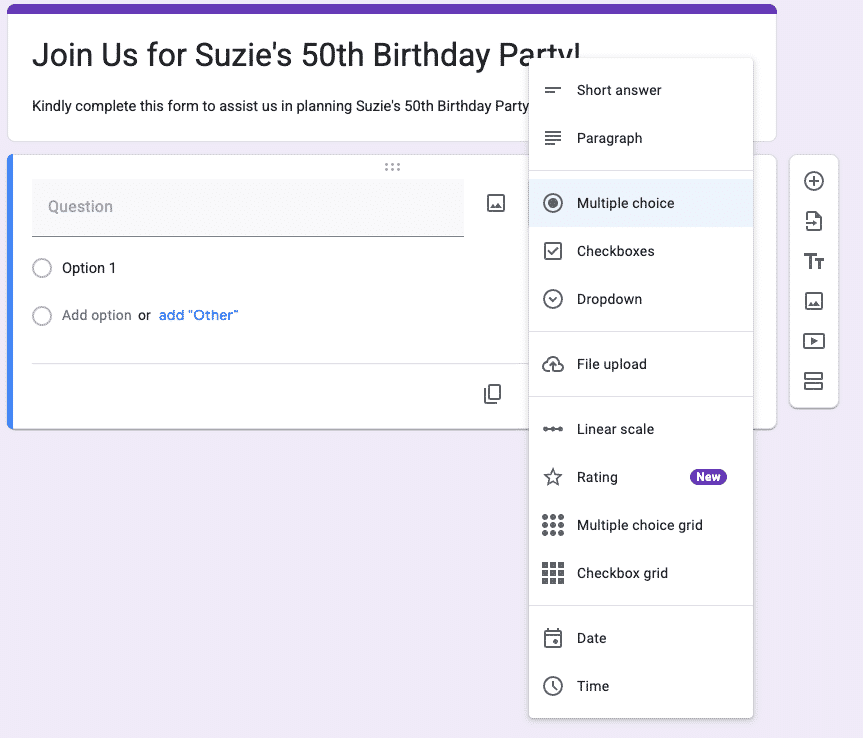 Join Us for Suzie's 50th Birthday Party!
Kindly complete this form to assist us in planning Suzie's 50th Birthday Party
Question
Option 1
Add option or add "Other"
Short answer
Paragraph
Multiple choice
Checkboxes
Dropdown
File upload
Linear scale
Rating New
Multiple choice grid
Checkbox grid
Date
Time
Tт